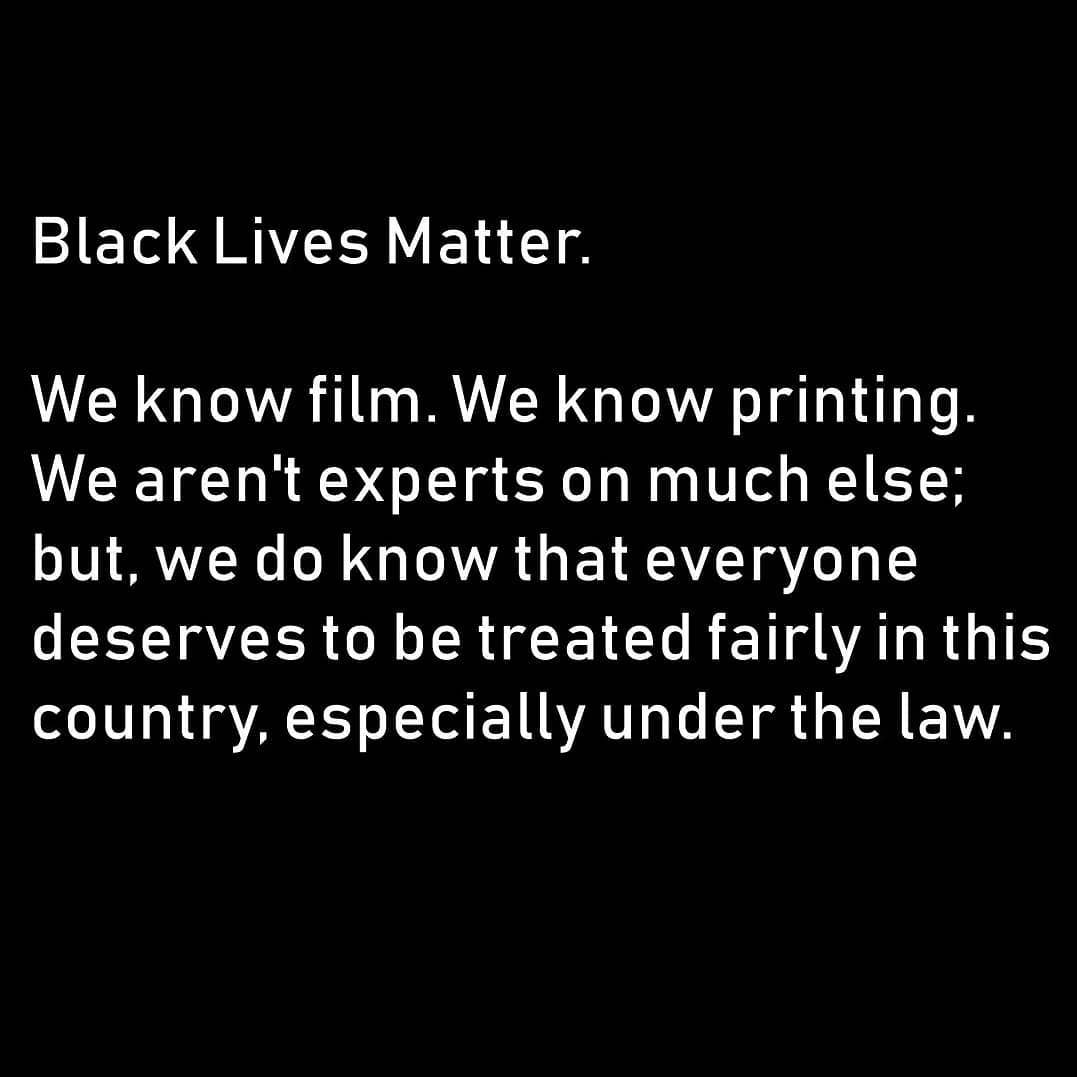 Black Lives Matter.
We know film. We know printing.
We aren't experts on much else;
but, we do know that everyone
deserves to be treated fairly in this
country, especially under the law.